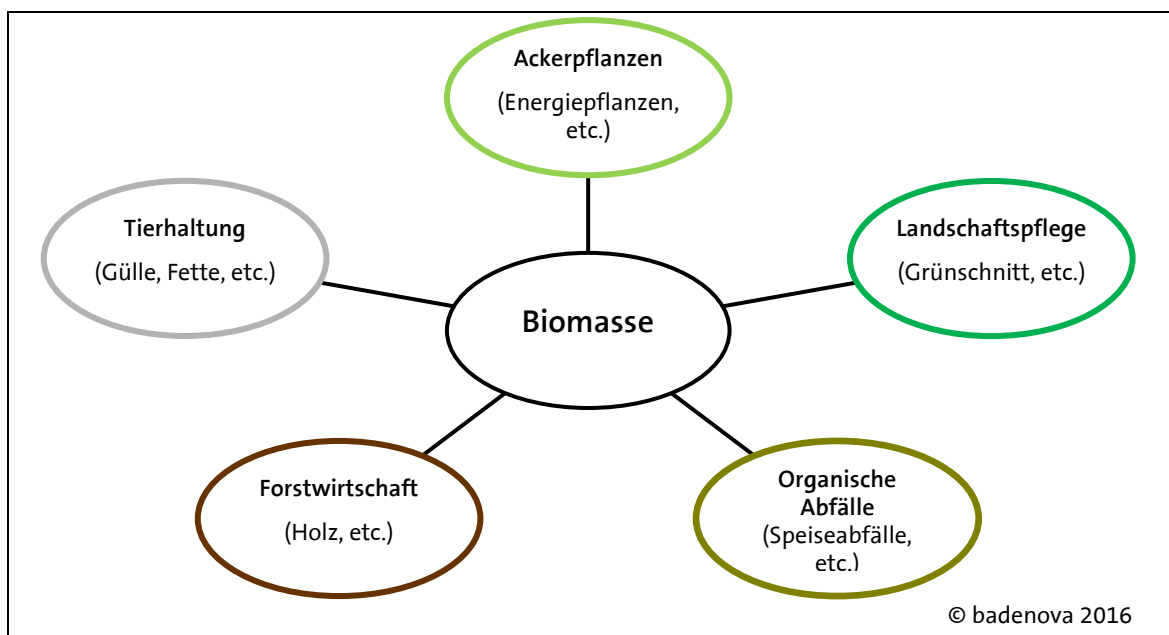 Ackerpflanzen
(Energiepflanzen,
etc.)
Tierhaltung
(Gülle, Fette, etc.)
Landschaftspflege
(Grünschnitt, etc.)
Biomasse
Forstwirtschaft
(Holz, etc.)
Organische
Abfälle
(Speiseabfälle,
etc.)
© badenova 2016